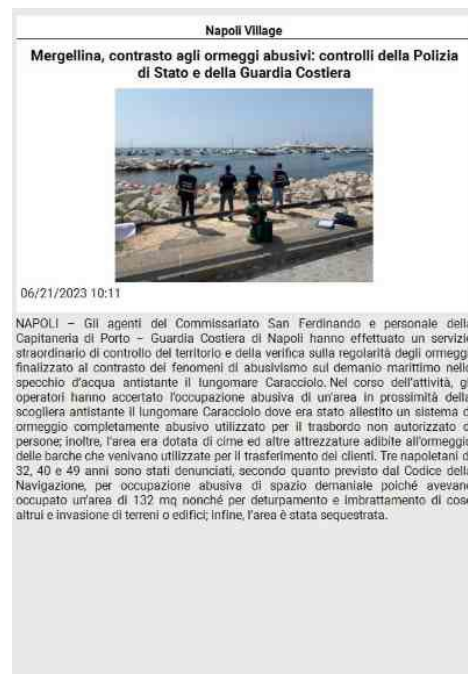 Napoli Village
Mergellina, contrasto agli ormeggi abusivi: controlli della Polizia
di Stato e della Guardia Costiera
06/21/2023 10:11
NAPOLI – Gli agenti del Commissariato San Ferdinando e personale della
Capitaneria di Porto – Guardia Costiera di Napoli hanno effettuato un servizio
straordinario di controllo del territorio e della verifica sulla regolarità degli ormeggi
finalizzato al contrasto dei fenomeni di abusivismo sul demanio marittimo nello
specchio d'acqua antistante il lungomare Caracciolo. Nel corso dell'attività, gl
operatori hanno accertato l'occupazione abusiva di un'area in prossimità della
scogliera antistante il lungomare Caracciolo dove era stato allestito un sistema d
ormeggio completamente abusivo utilizzato per il trasbordo non autorizzato d
persone; inoltre, l'area era dotata di cime ed altre attrezzature adibite all'ormeggio
delle barche che venivano utilizzate per il trasferimento dei clienti. Tre napoletani d
32, 40 e 49 anni sono stati denunciati, secondo quanto previsto dal Codice della
Navigazione, per occupazione abusiva di spazio demaniale poiché avevano
occupato un'area di 132 mq nonché per deturpamento e imbrattamento di cose
altrui e invasione di terreni o edifici; infine, l'area è stata sequestrata.